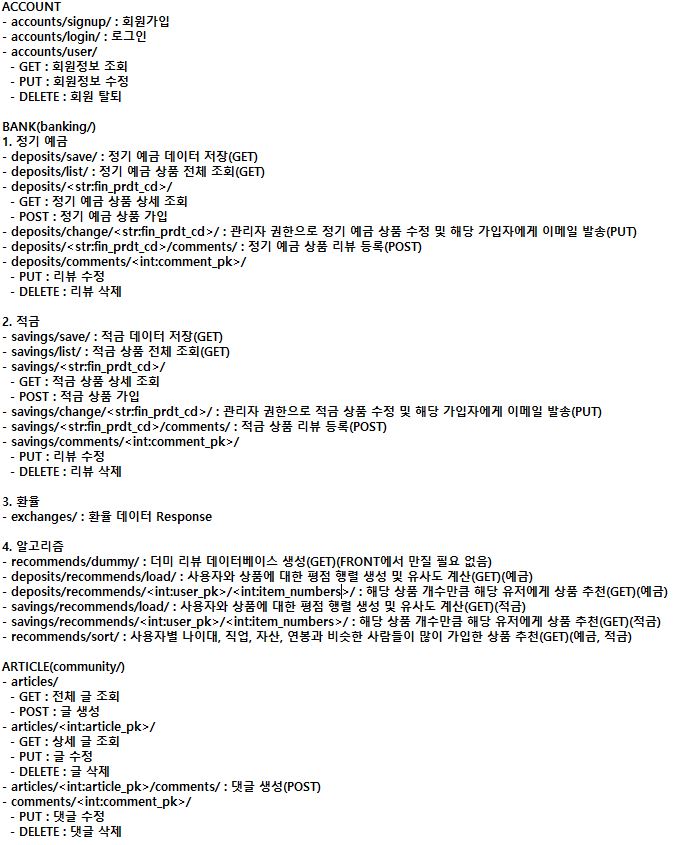 ACCOUNT
- accounts/signup/ : 회원가입
- accounts/login/ : 로그인
- accounts/user/
- GET : 회원정보 조회
- PUT : 회원정보 수정
- DELETE : 회원 탈퇴
BANK(banking/)
1. 정기 예금
- deposits/save/ : 정기 예금 데이터 저장(GET)
- deposits/list/ : 정기 예금 상품 전체 조회(GET)
- deposits/<str:fin_prdt_cd>/
- GET : 정기 예금 상품 상세 조회
- POST : 정기 예금 상품 가입
- deposits/change/<str:fin_prdt_cd>/ : 관리자 권한으로 정기 예금 상품 수정 및 해당 가입자에게 이메일 발송(PUT)
- deposits/<str:fin_prdt_cd>/comments/ : 정기 예금 상품 리뷰 등록(POST)
- deposits/comments/<int:comment_pk>/
- PUT : 리뷰 수정
- DELETE : 리뷰 삭제
2. 적금
- savings/save/ : 적금 데이터 저장(GET)
- savings/list/ : 적금 상품 전체 조회(GET)
- savings/<str:fin_prdt_cd>/
- GET : 적금 상품 상세 조회
- POST : 적금 상품 가입
- savings/change/<str:fin_prdt_cd>/ : 관리자 권한으로 적금 상품 수정 및 해당 가입자에게 이메일 발송(PUT)
- savings/<str:fin_prdt_cd>/comments/ : 적금 상품 리뷰 등록(POST)
- savings/comments/<int:comment_pk>/
- PUT : 리뷰 수정
- DELETE : 리뷰 삭제
3. 환율
- exchanges/ : 환율 데이터 Response
4. 알고리즘
- recommends/dummy/ : 더미 리뷰 데이터베이스 생성(GET)(FRONT에서 만질 필요 없음)
- deposits/recommends/load/ : 사용자와 상품에 대한 평점 행렬 생성 및 유사도 계산(GET)(예금)
- deposits/recommends/<int:user_pk>/<int:item_numbers>/ : 해당 상품 개수만큼 해당 유저에게 상품 추천(GET)(예금)
- savings/recommends/load/ : 사용자와 상품에 대한 평점 행렬 생성 및 유사도 계산(GET)(적금)
- savings/recommends/<int:user_pk>/<int:item_numbers>/ : 해당 상품 개수만큼 해당 유저에게 상품 추천(GET)(적금)
- recommends/sort/ : 사용자별 나이대, 직업, 자산, 연봉과 비슷한 사람들이 많이 가입한 상품 추천(GET)(예금, 적금)
ARTICLE(community/)
- articles/
- GET : 전체 글 조회
- POST : 글 생성
- articles/<int:article_pk>/
- GET : 상세 글 조회
- PUT : 글 수정
- DELETE : 글 삭제
- articles/<int:article_pk>/comments/ : 댓글 생성(POST)
- comments/<int:comment_pk>/
- PUT : 댓글 수정
- DELETE : 댓글 삭제